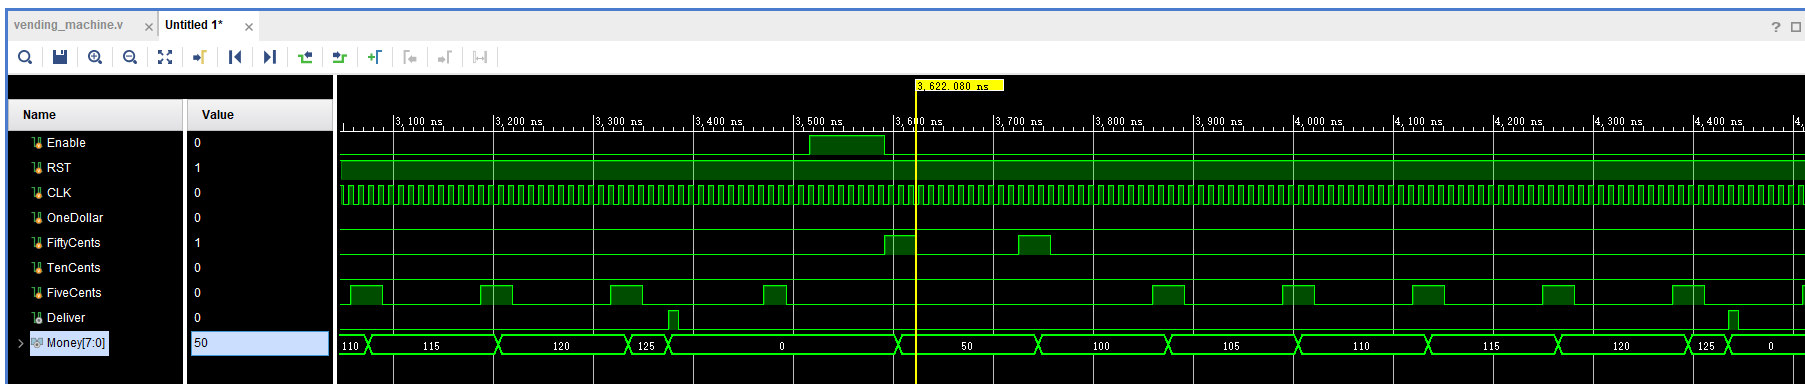 vending_machine.v × Untitled 1* × ?
3,622.080 ns
Name Value
3,100 ns 3,200 ns 3,300 ns 3,400 ns 3,500 ns 3,600 ns 3,700 ns 3,800 ns 3,900 ns 4,000 ns 4,100 ns 4,200 ns 4,300 ns 4,400 ns
Enable 0
RST 1
CLK 0
OneDollar 0
FiftyCents 1
TenCents 0
FiveCents 0
Deliver 0
Money[7:0] 50 110 115 120 125 0 50 100 105 110 115 120 125 0